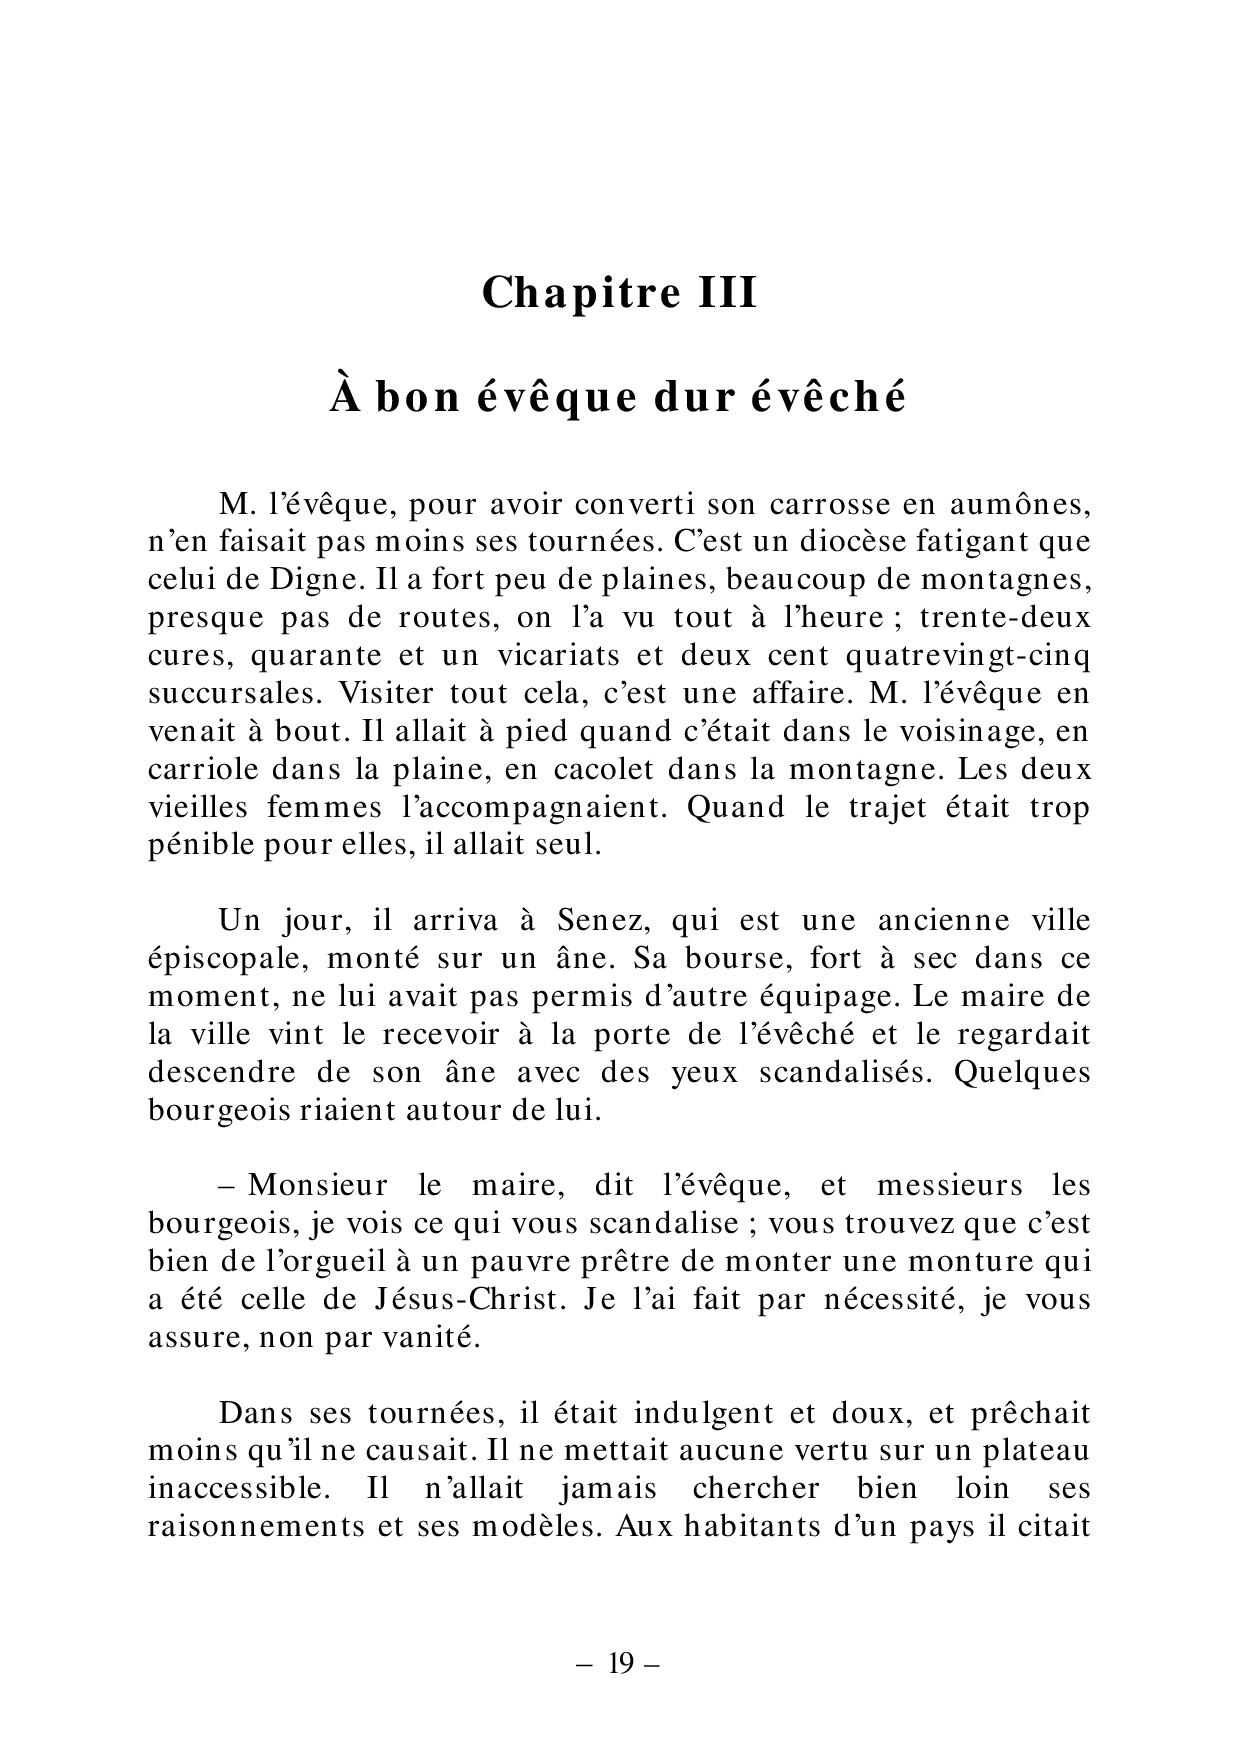 Chapitre III
À bon évêque dur évêché
M. l’évêque, pour avoir converti son carrosse en aumônes,
n’en faisait pas moins ses tournées. C’est un diocèse fatigant que
celui de Digne. Il a fort peu de plaines, beaucoup de montagnes,
presque pas de routes, on l’a vu tout à l’heure ; trente-deux
cures, quarante et un vicariats et deux cent quatrevingt-cinq
succursales. Visiter tout cela, c’est une affaire. M. l’évêque en
venait à bout. Il allait à pied quand c’était dans le voisinage, en
carriole dans la plaine, en cacolet dans la montagne. Les deux
vieilles femmes l’accompagnaient. Quand le trajet était trop
pénible pour elles, il allait seul.
Un jour, il arriva à Senez, qui est une ancienne ville
épiscopale, monté sur un âne. Sa bourse, fort à sec dans ce
moment, ne lui avait pas permis d’autre équipage. Le maire de
la ville vint le recevoir à la porte de l’évêché et le regardait
descendre de son âne avec des yeux scandalisés. Quelques
bourgeois riaient autour de lui.
– Monsieur le maire, dit l’évêque, et messieurs les
bourgeois, je vois ce qui vous scandalise ; vous trouvez que c’est
bien de l’orgueil à un pauvre prêtre de monter une monture qui
a été celle de Jésus-Christ. Je l’ai fait par nécessité, je vous
assure, non par vanité.
Dans ses tournées, il était indulgent et doux, et prêchait
moins qu’il ne causait. Il ne mettait aucune vertu sur un plateau
inaccessible. Il n’allait jamais chercher bien loin ses
raisonnements et ses modèles. Aux habitants d’un pays il citait
– 19 –